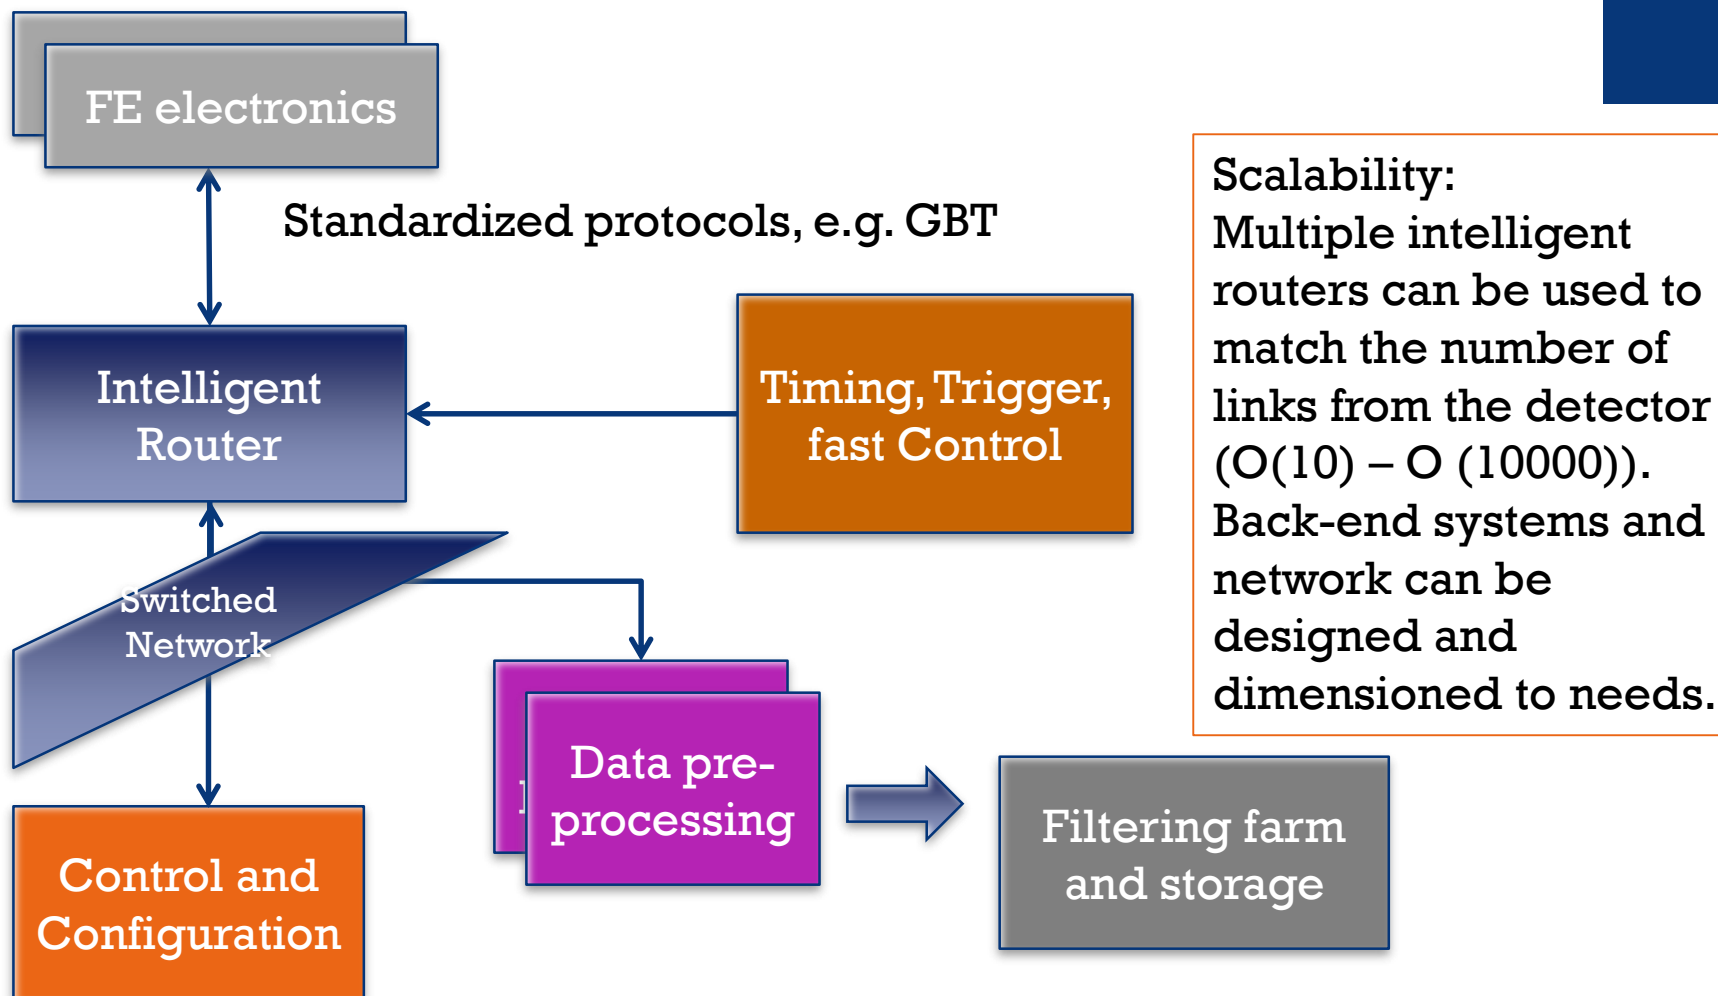 FE electronics
Standardized protocols, e.g. GBT
Intelligent
Router
Timing, Trigger,
fast Control
Switched
Network
Data pre-
processing
Control and
Configuration
Filtering farm
and storage
Scalability:
Multiple intelligent
routers can be used to
match the number of
links from the detector
(O(10) – O (10000)).
Back-end systems and
network can be
designed and
dimensioned to needs.